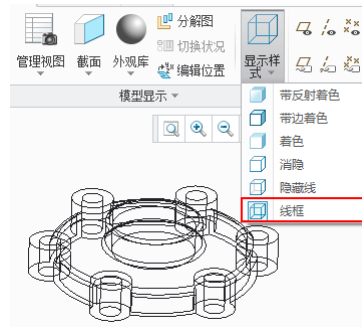 分解图
切换状况
编辑位置
管理视图 截面 外观库 显示样式
模型显示
带反射着色
带边着色
着色
消隐
隐藏线
线框